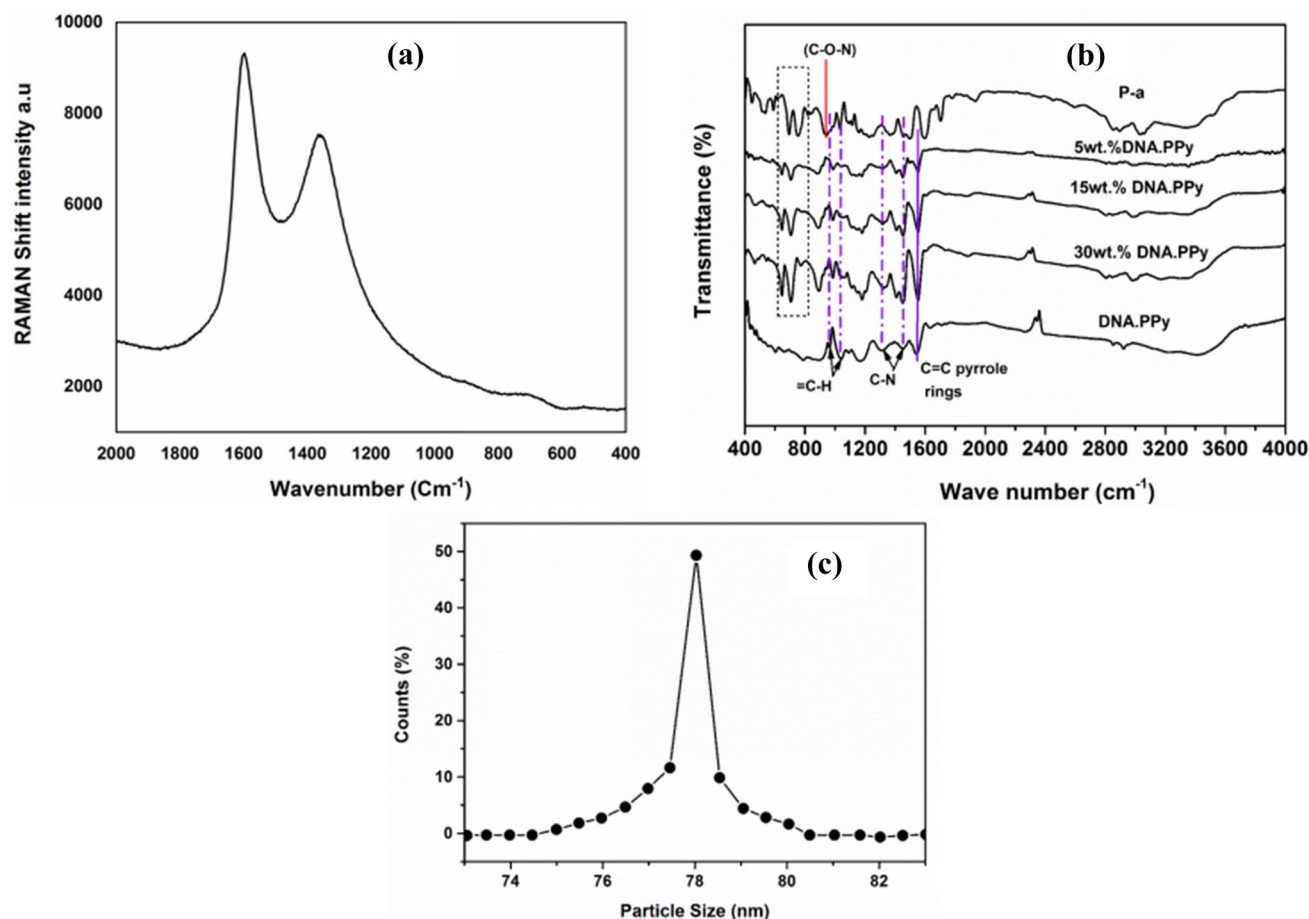 (a)
RAMAN Shift intensity a.u
10000
8000
6000
4000
2000
2000 1800 1600 1400 1200 1000 800 600 400
Wavenumber (Cm⁻¹)
(b)
Transmittance (%)
(C-O-N)
P-a
5wt.%DNA.PPy
15wt.% DNA.PPy
30wt.% DNA.PPy
DNA.PPy
=C-H
C-N
C=C pyrrole
rings
400 800 1200 1600 2000 2400 2800 3200 3600 4000
Wave number (cm⁻¹)
(c)
Counts (%)
50
40
30
20
10
0
74 76 78 80 82
Particle Size (nm)